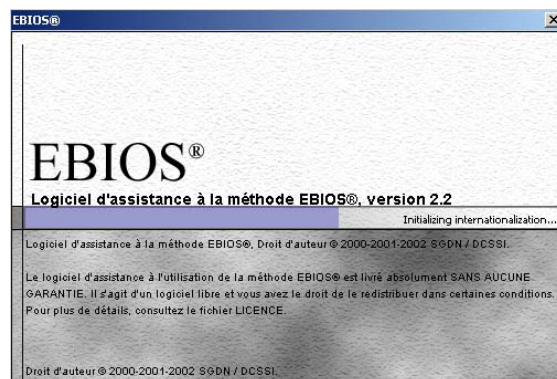 EBIOS®
EBIOS®
Logiciel d'assistance à la méthode EBIOS®, version 2.2
Initializing internationalization...
Logiciel d'assistance à la méthode EBIOS®, Droit d'auteur © 2000-2001-2002 SGDN / DCSSI.
Le logiciel d'assistance à l'utilisation de la méthode EBIOS® est livré absolument SANS AUCUNE
GARANTIE. Il s'agit d'un logiciel libre et vous avez le droit de le redistribuer dans certaines conditions.
Pour plus de détails, consultez le fichier LICENCE.
Droit d'auteur © 2000-2001-2002 SGDN / DCSSI.